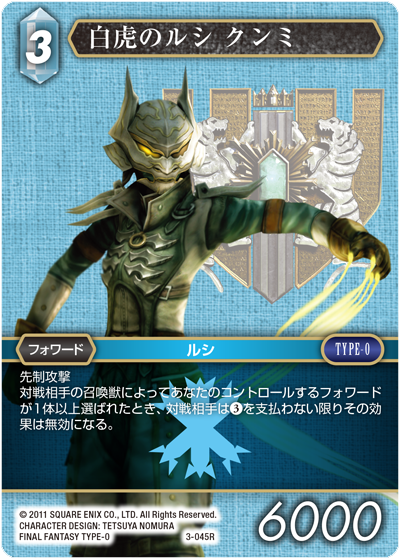 3
白虎のルシ クンミ
フォワード
ルシ
TYPE-0
先制攻撃
対戦相手の召喚獣によってあなたのコントロールするフォワード
が1体以上選ばれたとき、対戦相手は❸を支払わない限りその効
果は無効になる。
© 2011 SQUARE ENIX CO., LTD. All Rights Reserved.
CHARACTER DESIGN: TETSUYA NOMURA
FINAL FANTASY TYPE-0
3-045R
6000